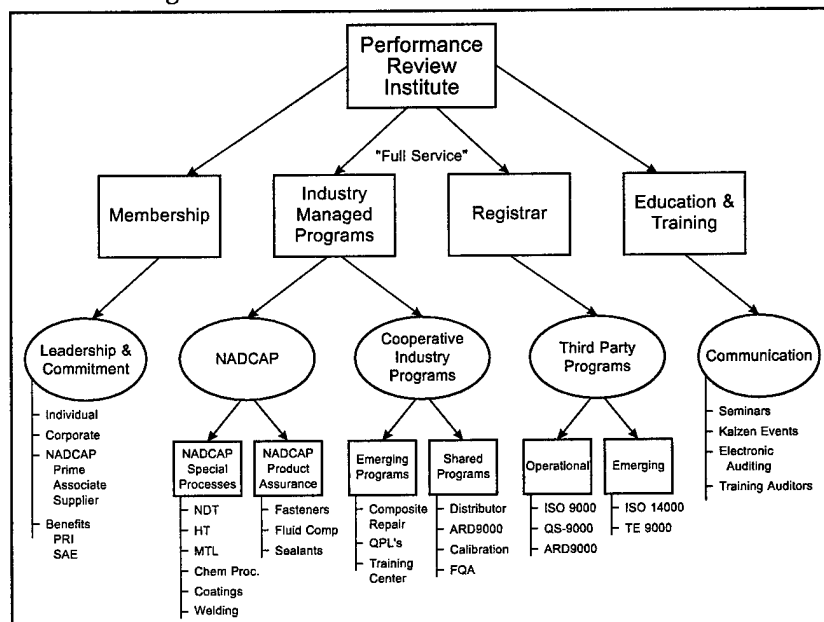 Performance
Review
Institute
"Full Service"
Membership
Industry
Managed
Programs
Registrar
Education &
Training
Leadership &
Commitment
NADCAP
Cooperative
Industry
Programs
Third Party
Programs
Communication
Individual
Corporate
NADCAP
Prime
Associate
Supplier
Benefits
PRI
SAE
NADCAP
Special
Processes
NDT
HT
MTL
Chem Proc.
Coatings
Welding
NADCAP
Product
Assurance
Fasteners
Fluid Comp
Sealants
Emerging
Programs
Composite
Repair
QPL's
Training
Center
Shared
Programs
Distributor
ARD9000
Calibration
FQA
Operational
ISO 9000
QS-9000
ARD9000
Emerging
ISO 14000
TE 9000
Seminars
Kaizen Events
Electronic
Auditing
Training Auditors